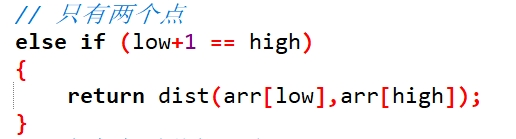 // 只有两个点
else if (low+1 == high)
{
    return dist(arr[low],arr[high]);
}